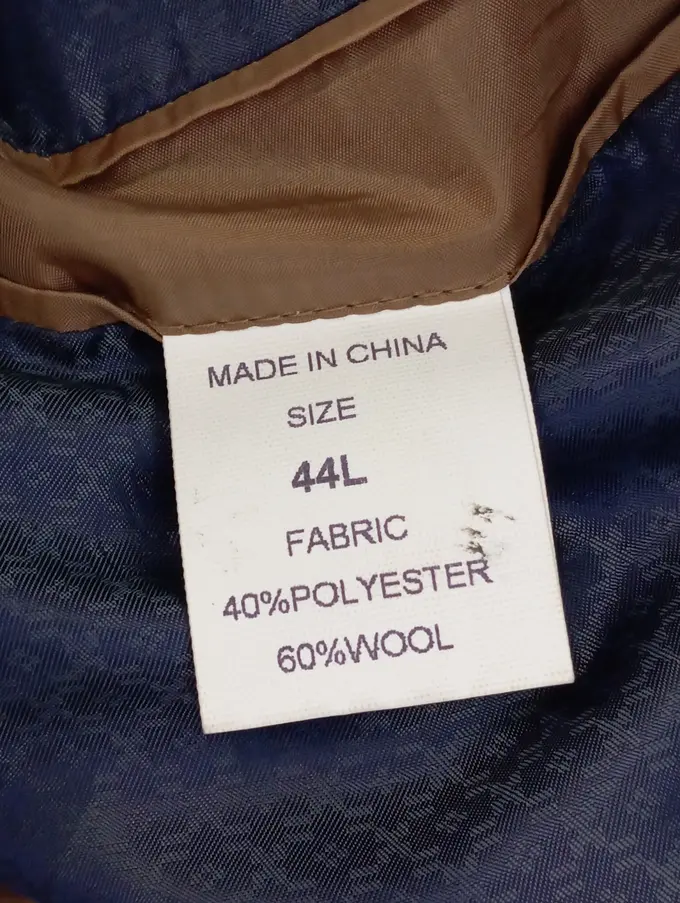 MADE IN CHINA
SIZE
44L
FABRIC
40%POLYESTER
60%WOOL